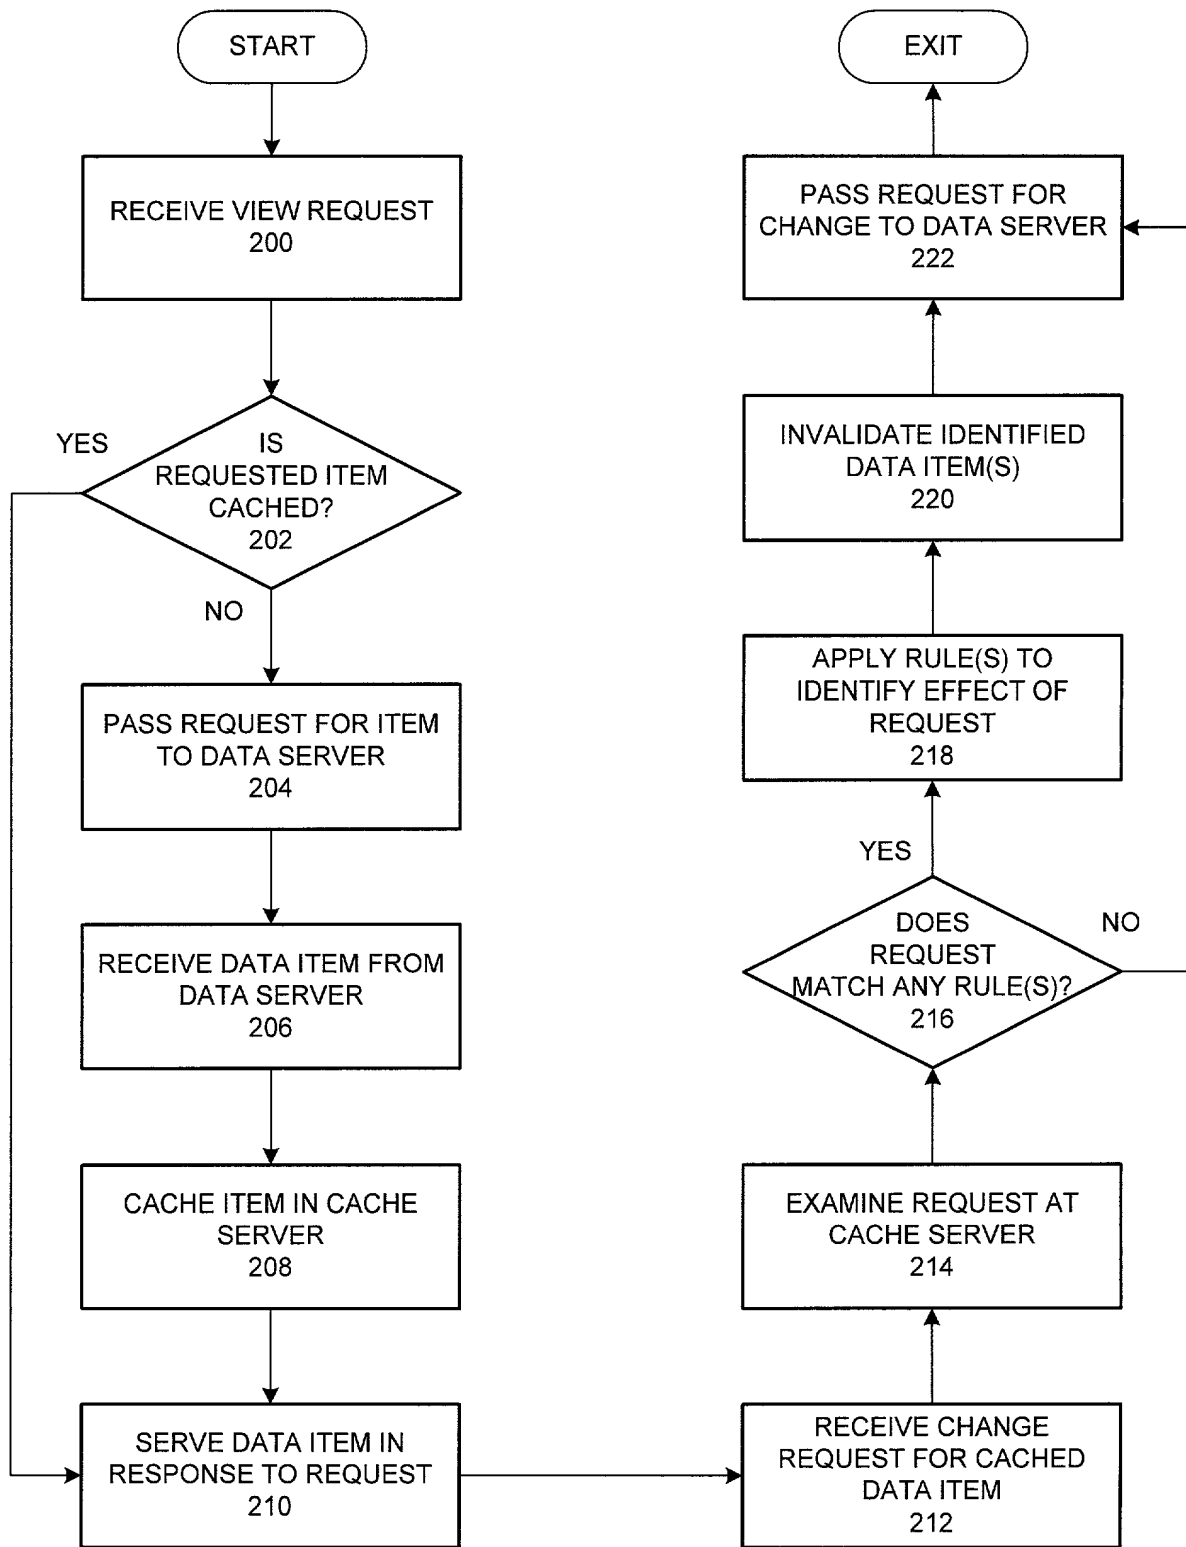 START
RECEIVE VIEW REQUEST
200
YES
IS
REQUESTED ITEM
CACHED?
202
NO
PASS REQUEST FOR ITEM
TO DATA SERVER
204
RECEIVE DATA ITEM FROM
DATA SERVER
206
CACHE ITEM IN CACHE
SERVER
208
SERVE DATA ITEM IN
RESPONSE TO REQUEST
210
RECEIVE CHANGE
REQUEST FOR CACHED
DATA ITEM
212
EXAMINE REQUEST AT
CACHE SERVER
214
DOES
REQUEST
MATCH ANY RULE(S)?
216
YES
NO
APPLY RULE(S) TO
IDENTIFY EFFECT OF
REQUEST
218
INVALIDATE IDENTIFIED
DATA ITEM(S)
220
PASS REQUEST FOR
CHANGE TO DATA SERVER
222
EXIT